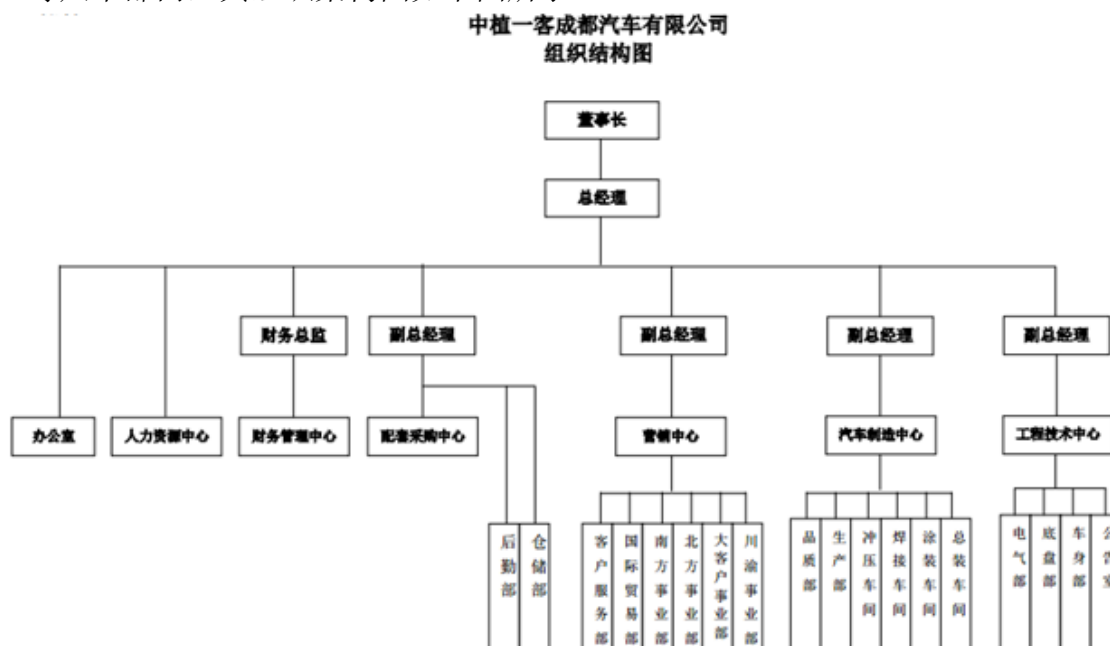 中植一客成都汽车有限公司
组织结构图
董事长
总经理
财务总监
副总经理
副总经理
副总经理
副总经理
办公室
人力资源中心
财务管理中心
配套采购中心
营销中心
汽车制造中心
工程技术中心
后勤部
仓储部
客户服务部
国际贸易部
南方事业部
北方事业部
大客户事业部
川渝事业部
品质部
生产部
冲压车间
焊接车间
涂装车间
总装车间
电气部
底盘部
车身部
公告室